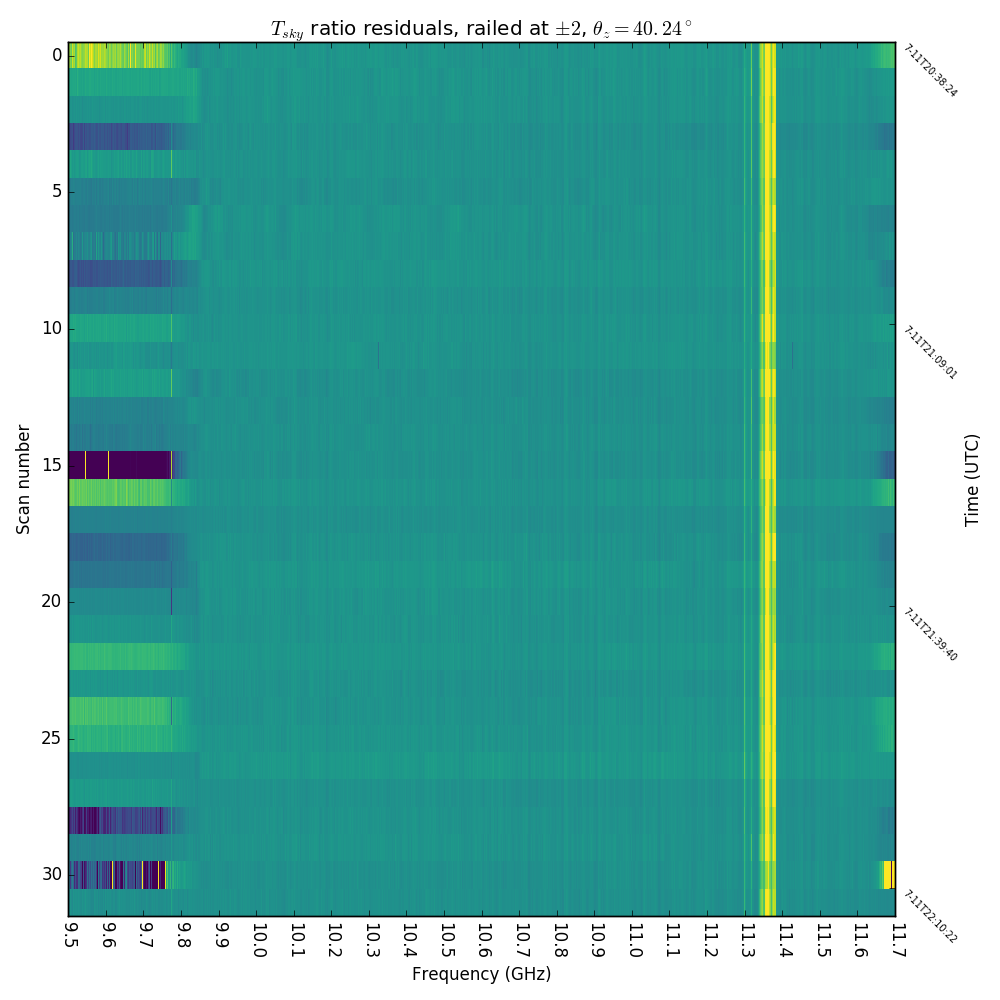 T_sky ratio residuals, railed at ±2, θ_z = 40.24°
0
5
10
15
20
25
30
Scan number
7-11T20:38:24
7-11T21:09:01
7-11T21:39:40
7-11T22:10:22
Time (UTC)
9.5 9.6 9.7 9.8 9.9 10.0 10.1 10.2 10.3 10.4 10.5 10.6 10.7 10.8 10.9 11.0 11.1 11.2 11.3 11.4 11.5 11.6 11.7
Frequency (GHz)